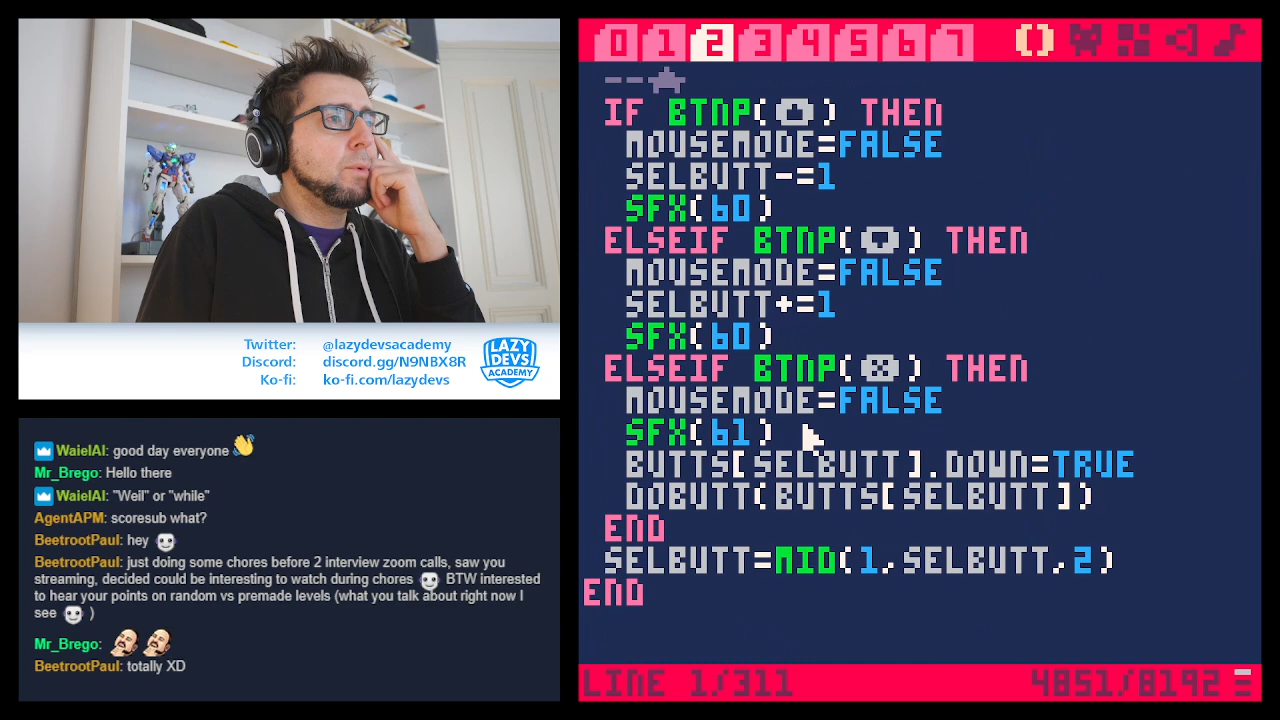 Twitter: @lazydevsacademy
Discord: discord.gg/N9NBX8R
Ko-fi: ko-fi.com/lazydevs
LAZY
DEVS
ACADEMY
WaielAI: good day everyone
Mr_Brego: Hello there
WaielAI: "Weil" or "while"
AgentAPM: scoresub what?
BeetrootPaul: hey
BeetrootPaul: just doing some chores before 2 interview zoom calls, saw you
streaming, decided could be interesting to watch during chores BTW interested
to hear your points on random vs premade levels (what you talk about right now I
see )
Mr_Brego:
BeetrootPaul: totally XD
0 1 2 3 4 5 6 7 ()
--
IF BTNP(⬆️) THEN
MOUSEMODE=FALSE
SELBUTT-=1
SFX(60)
ELSEIF BTNP(⬇️) THEN
MOUSEMODE=FALSE
SELBUTT+=1
SFX(60)
ELSEIF BTNP(❎) THEN
MOUSEMODE=FALSE
SFX(61)
BUTTS[SELBUTT].DOWN=TRUE
DOBUTT(BUTTS[SELBUTT])
END
SELBUTT=MID(1,SELBUTT,2)
END
LINE 1/311 4851/8192